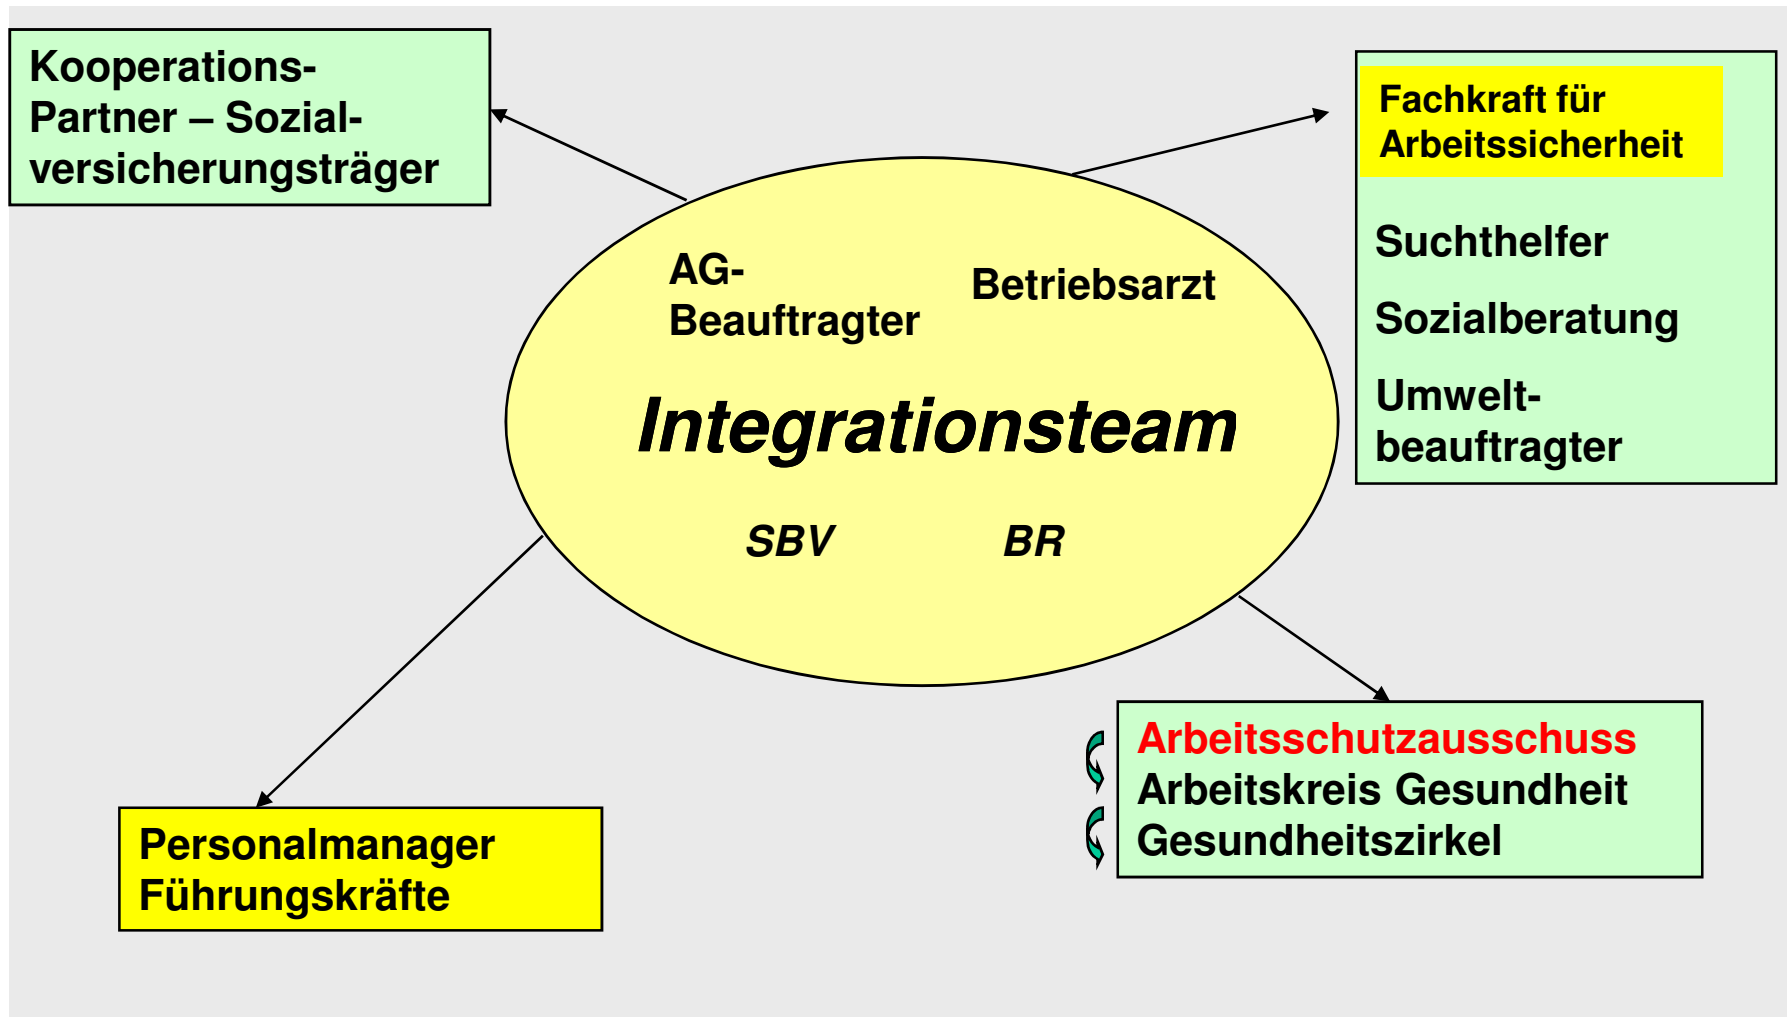 Kooperations-
Partner – Sozial-
versicherungsträger
Fachkraft für
Arbeitssicherheit
Suchthelfer
Sozialberatung
Umwelt-
beauftragter
AG-
Beauftragter
Betriebsarzt
Integrationsteam
SBV
BR
Arbeitsschutzausschuss
Arbeitskreis Gesundheit
Gesundheitszirkel
Personalmanager
Führungskräfte